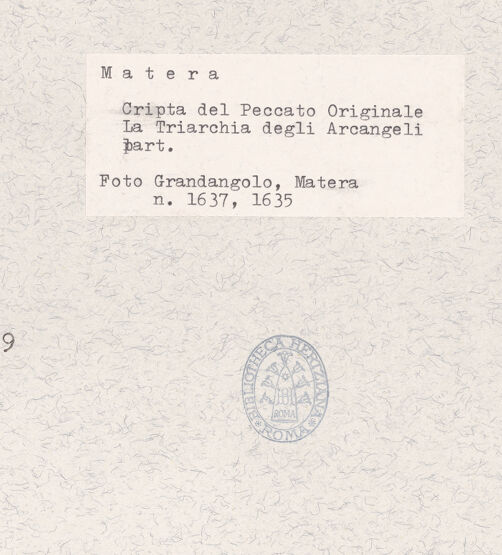 M a t e r a
Cripta del Peccato Originale
La Triarchia degli Arcangeli
part.
Foto Grandangolo, Matera
n. 1637, 1635
9
BIBLIOTHECA HERTZIANA
ROMA
ROMA